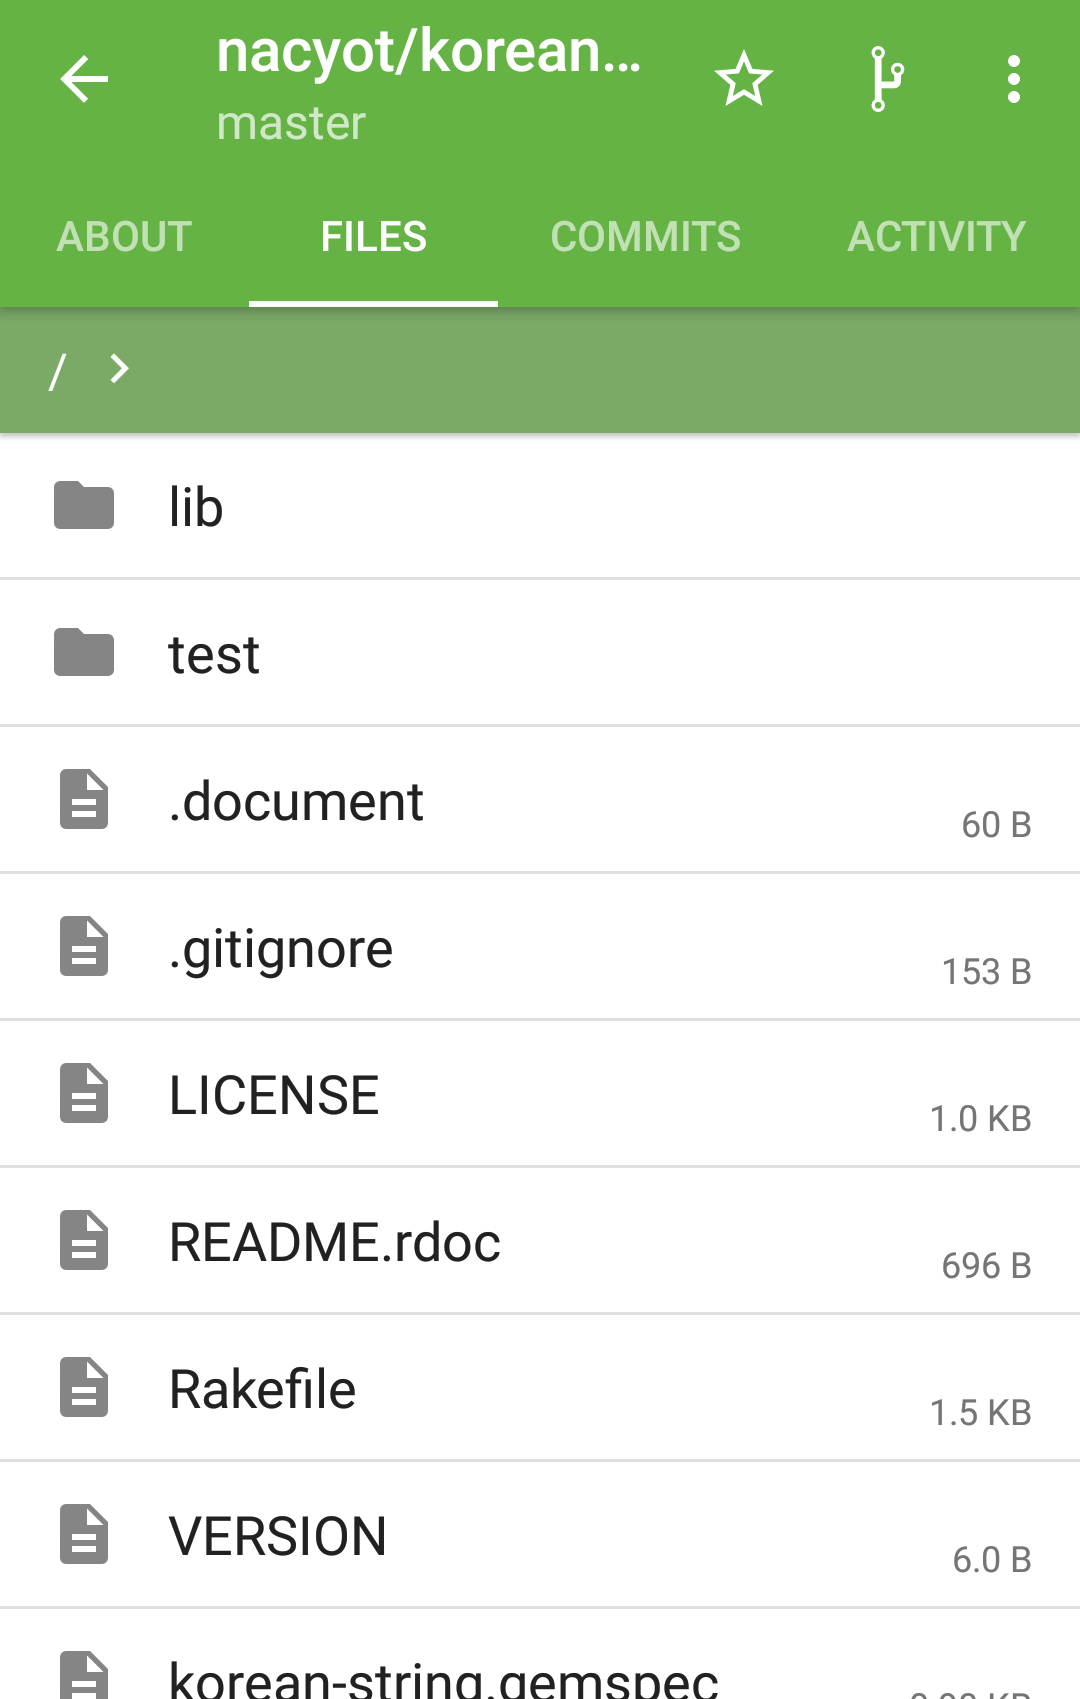 nacyot/korean...
master
ABOUT FILES COMMITS ACTIVITY
/
lib
test
.document
60 B
.gitignore
153 B
LICENSE
1.0 KB
README.rdoc
696 B
Rakefile
1.5 KB
VERSION
6.0 B
korean-string.gemspec